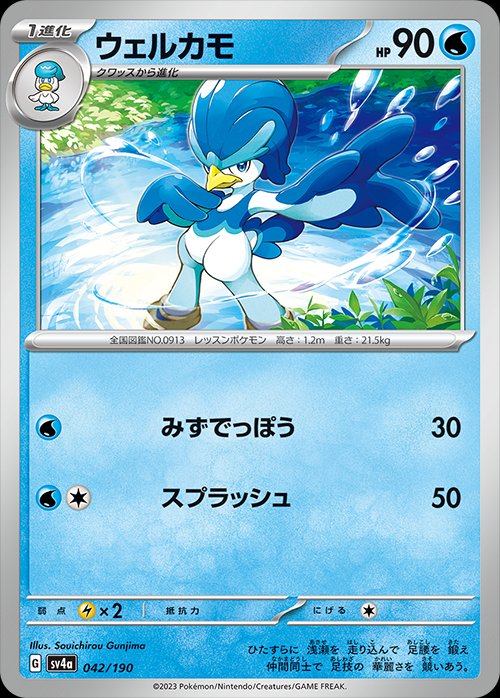 1進化
ウェルカモ
HP 90
クワッスから進化
全国図鑑NO.0913 レッスンポケモン 高さ:1.2m 重さ:21.5kg
みずでっぽう 30
スプラッシュ 50
弱点 ×2 抵抗力 にげる
Illus. Souichirou Gunjima
G sv4a 042/190
ひたすらに 浅瀬を 走り込んで 足腰を 鍛え
仲間同士で 足技の 華麗さを 競いあう。
©2023 Pokémon/Nintendo/Creatures/GAME FREAK.